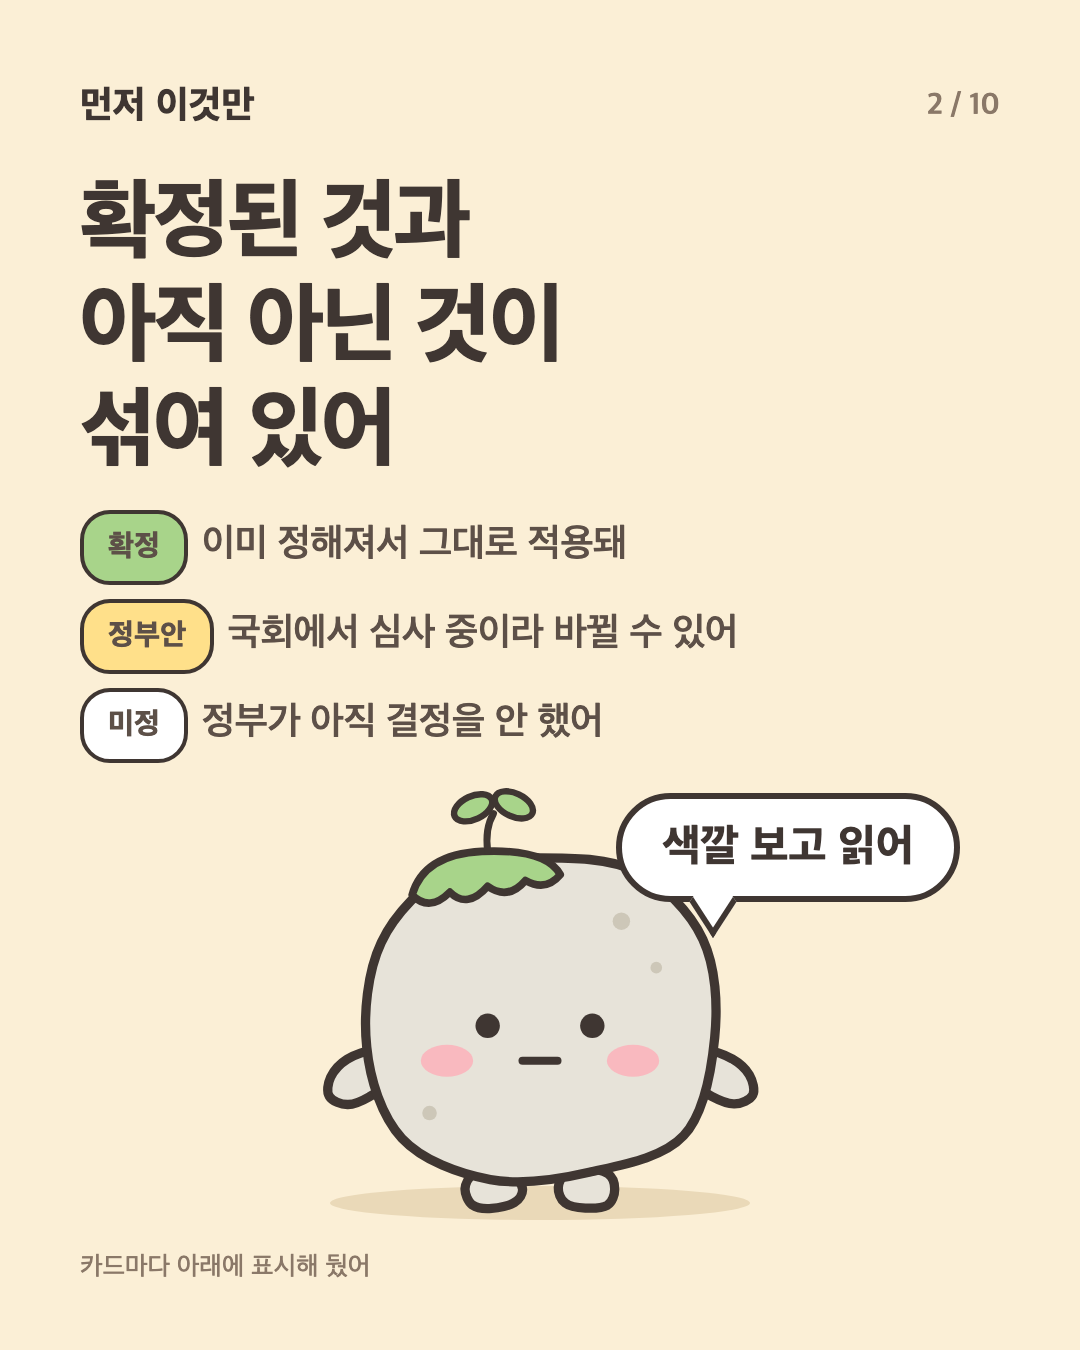 먼저 이것만
2 / 10
확정된 것과
아직 아닌 것이
섞여 있어
확정 이미 정해져서 그대로 적용돼
정부안 국회에서 심사 중이라 바뀔 수 있어
미정 정부가 아직 결정을 안 했어
색깔 보고 읽어
카드마다 아래에 표시해 뒀어